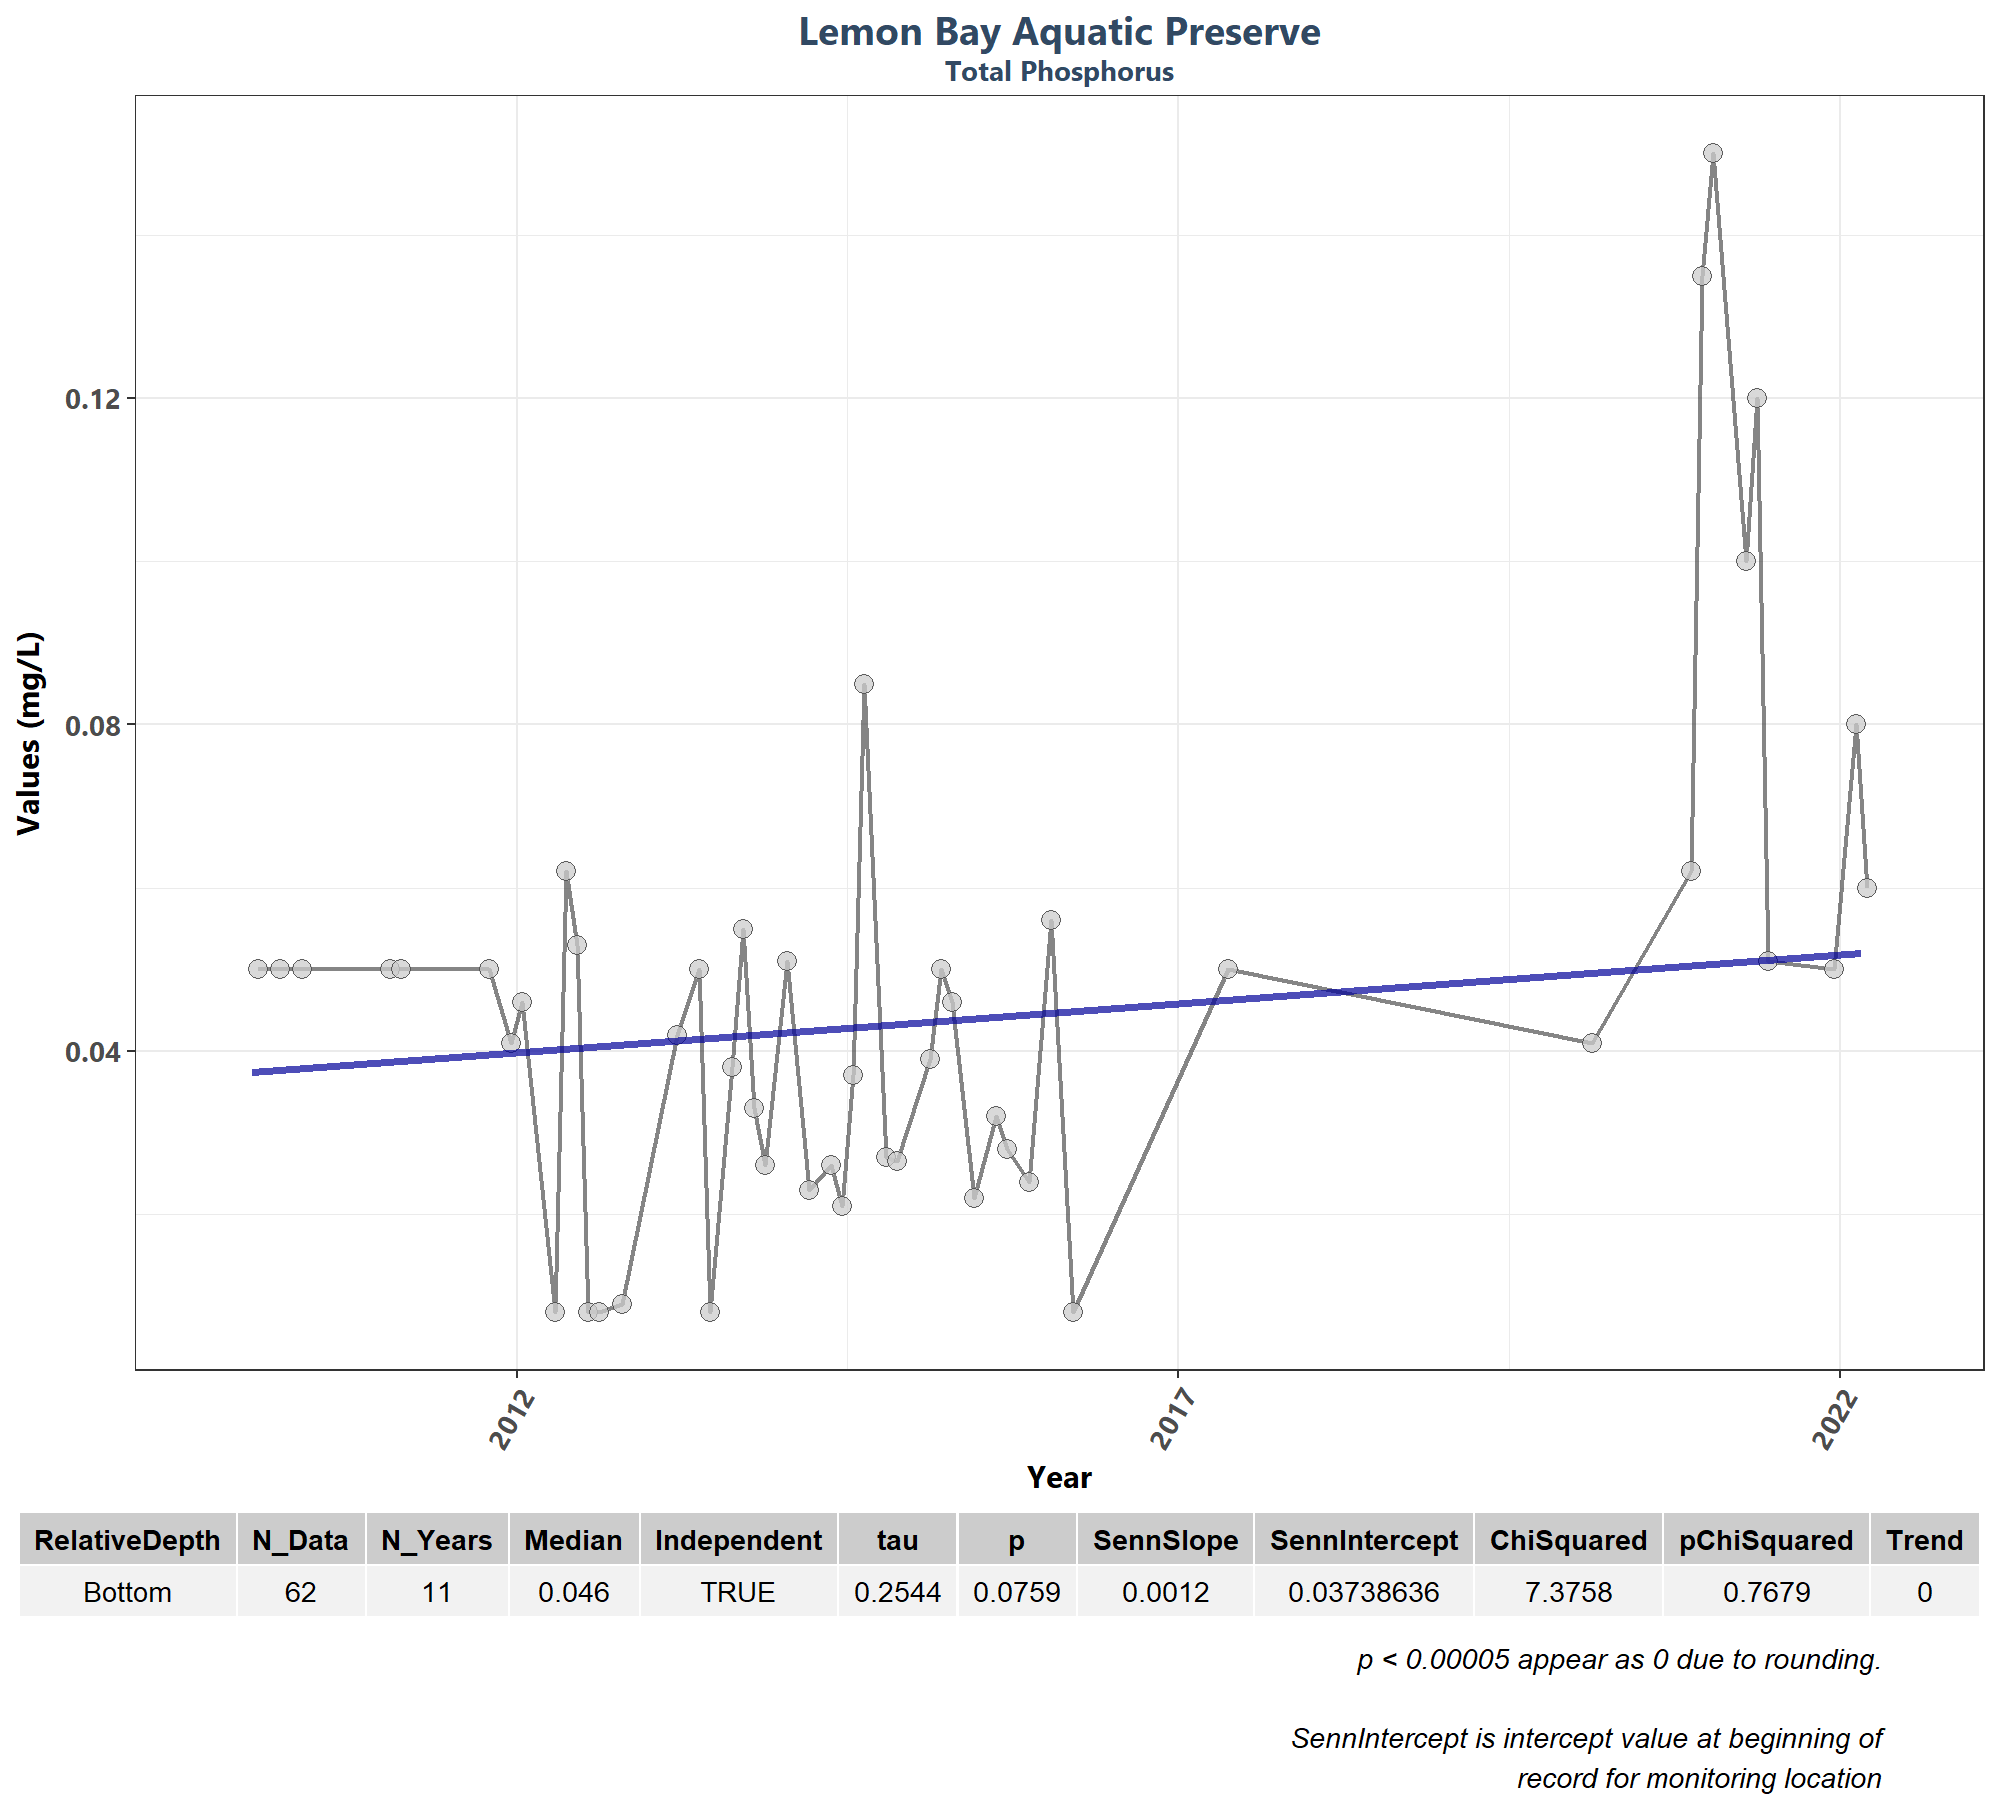 Lemon Bay Aquatic Preserve
Total Phosphorus
Values (mg/L)
0.12
0.08
0.04
2012 2017 2022
Year
RelativeDepth N_Data N_Years Median Independent tau p SennSlope SennIntercept ChiSquared pChiSquared Trend
Bottom 62 11 0.046 TRUE 0.2544 0.0759 0.0012 0.03738636 7.3758 0.7679 0
p < 0.00005 appear as 0 due to rounding.
SennIntercept is intercept value at beginning of
record for monitoring location